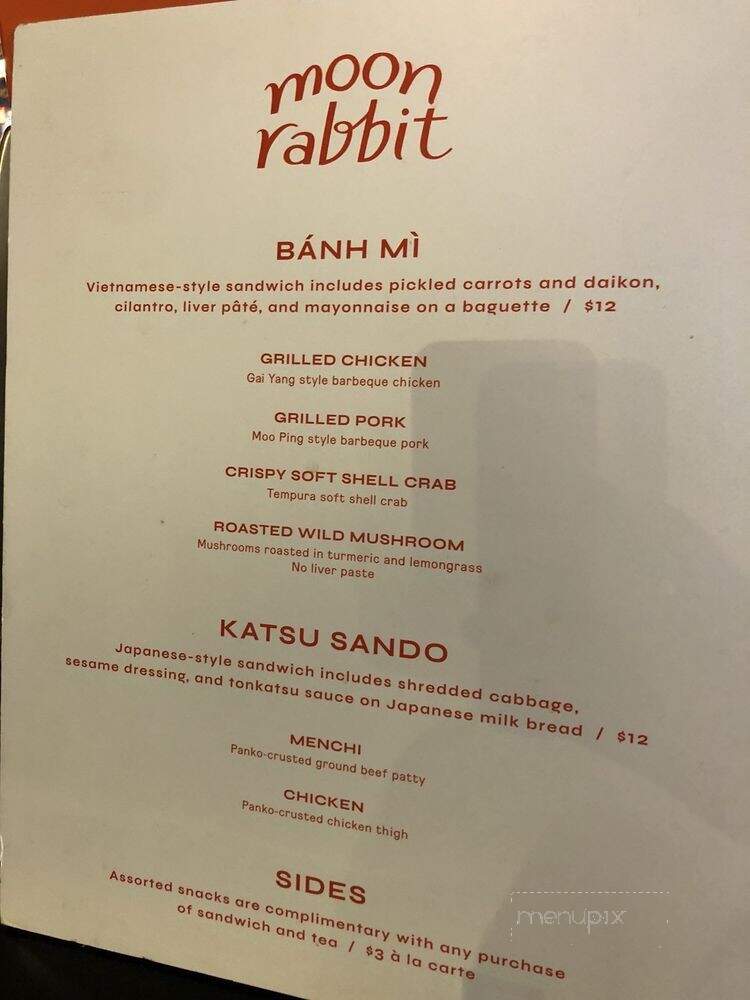 moon
rabbit
BÁNH MÌ
Vietnamese-style sandwich includes pickled carrots and daikon,
cilantro, liver pâté, and mayonnaise on a baguette / $12
GRILLED CHICKEN
Gai Yang style barbeque chicken
GRILLED PORK
Moo Ping style barbeque pork
CRISPY SOFT SHELL CRAB
Tempura soft shell crab
ROASTED WILD MUSHROOM
Mushrooms roasted in turmeric and lemongrass
No liver paste
KATSU SANDO
Japanese-style sandwich includes shredded cabbage,
sesame dressing, and tonkatsu sauce on Japanese milk bread / $12
MENCHI
Panko-crusted ground beef patty
CHICKEN
Panko-crusted chicken thigh
SIDES
Assorted snacks are complimentary with any purchase
of sandwich and tea / $3 à la carte
menupix